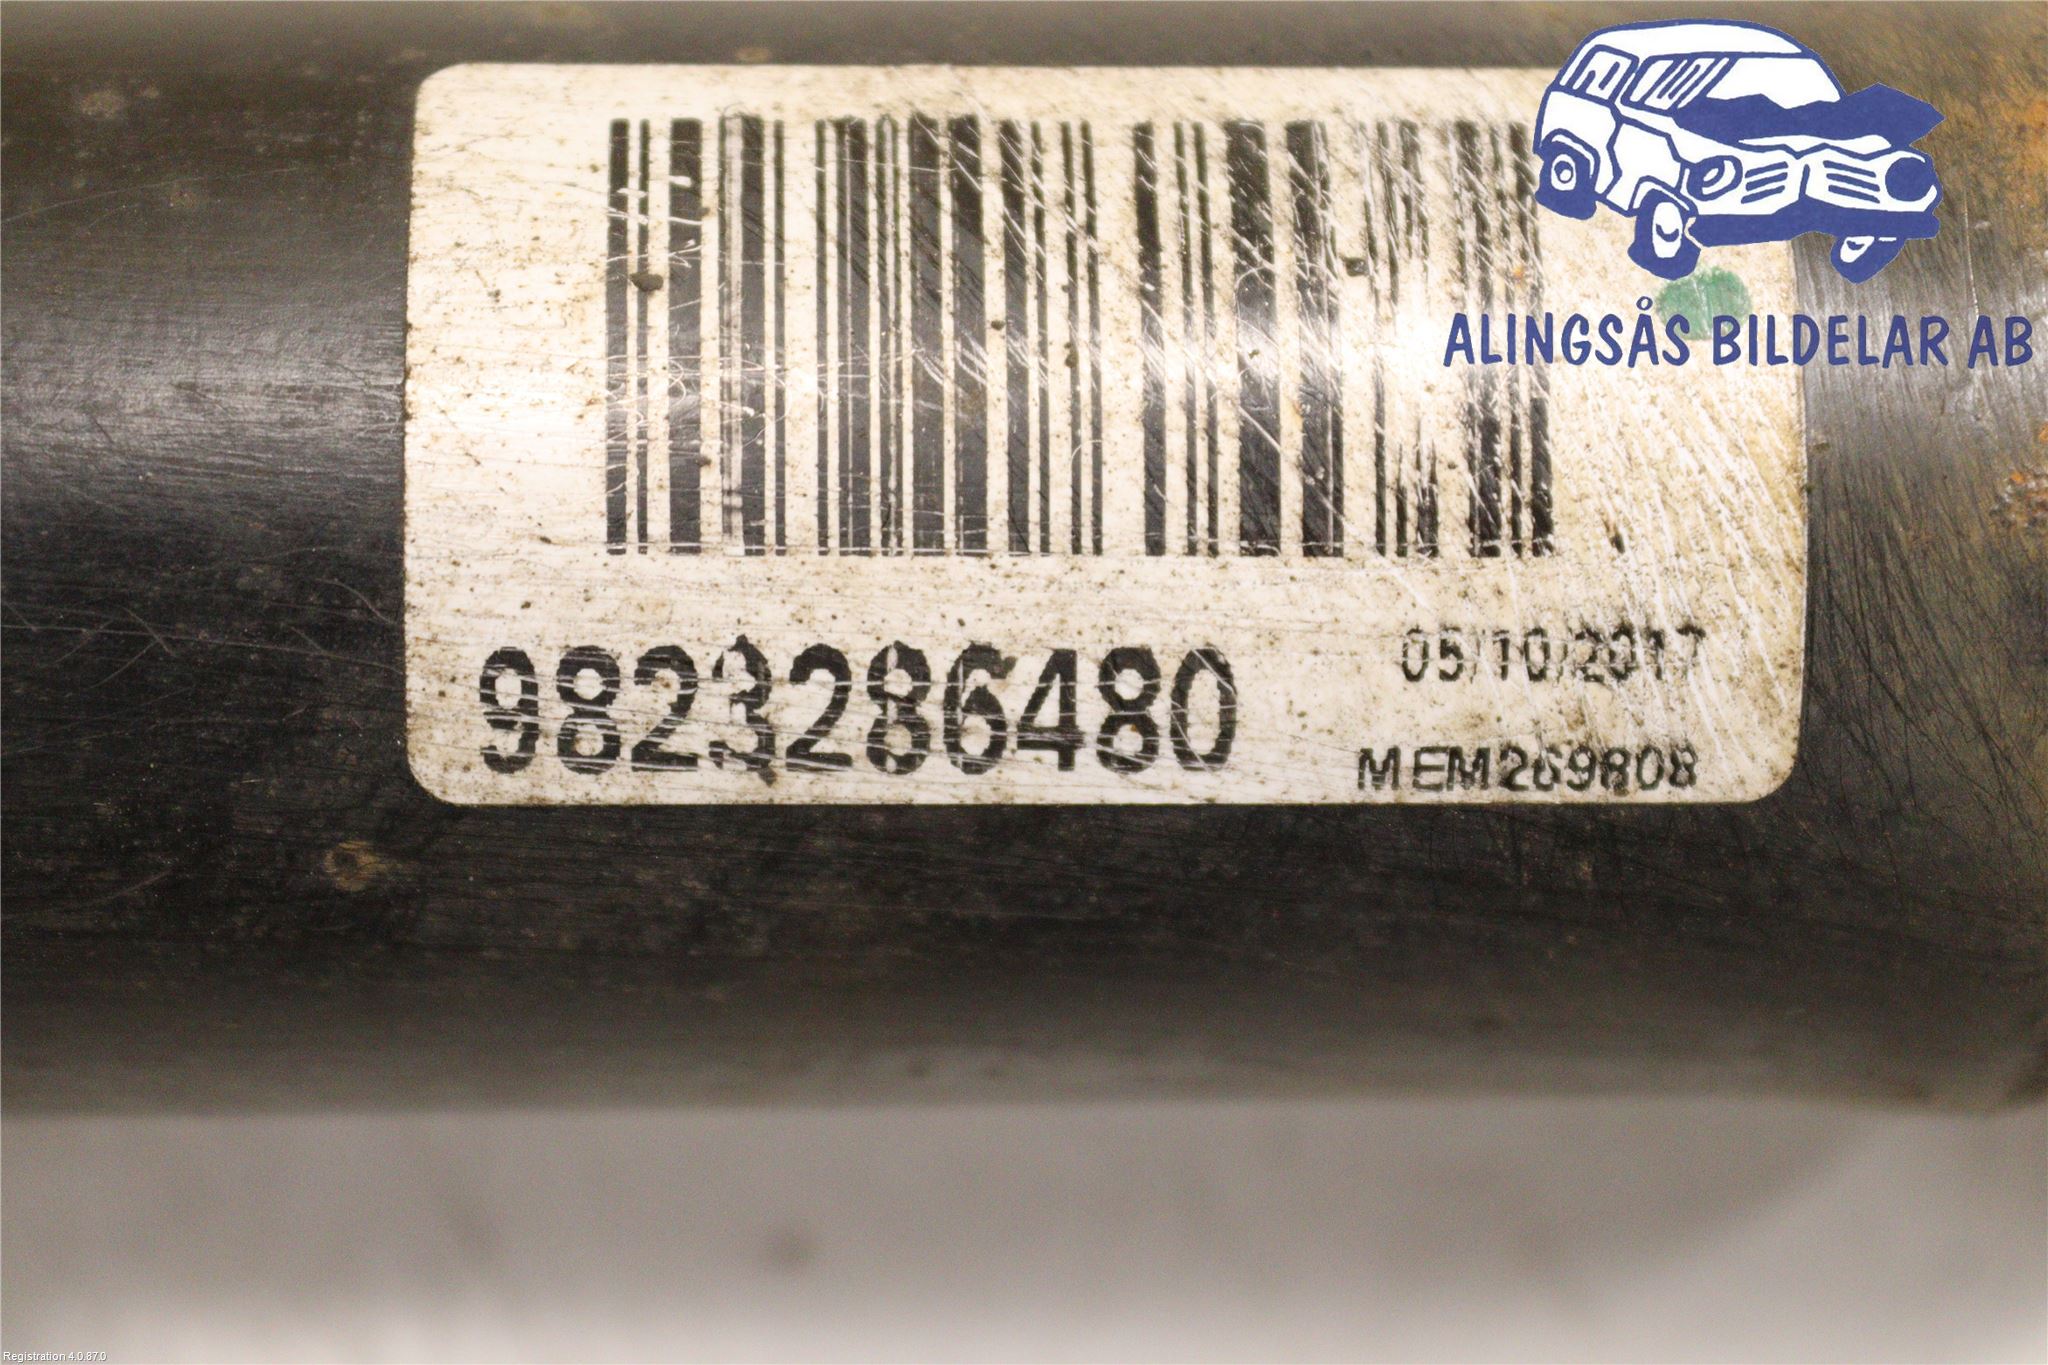 ALINGSÅS BILDELAR AB
05/10/2017
9823286480
MEM269808
Registration 4.0.87.0